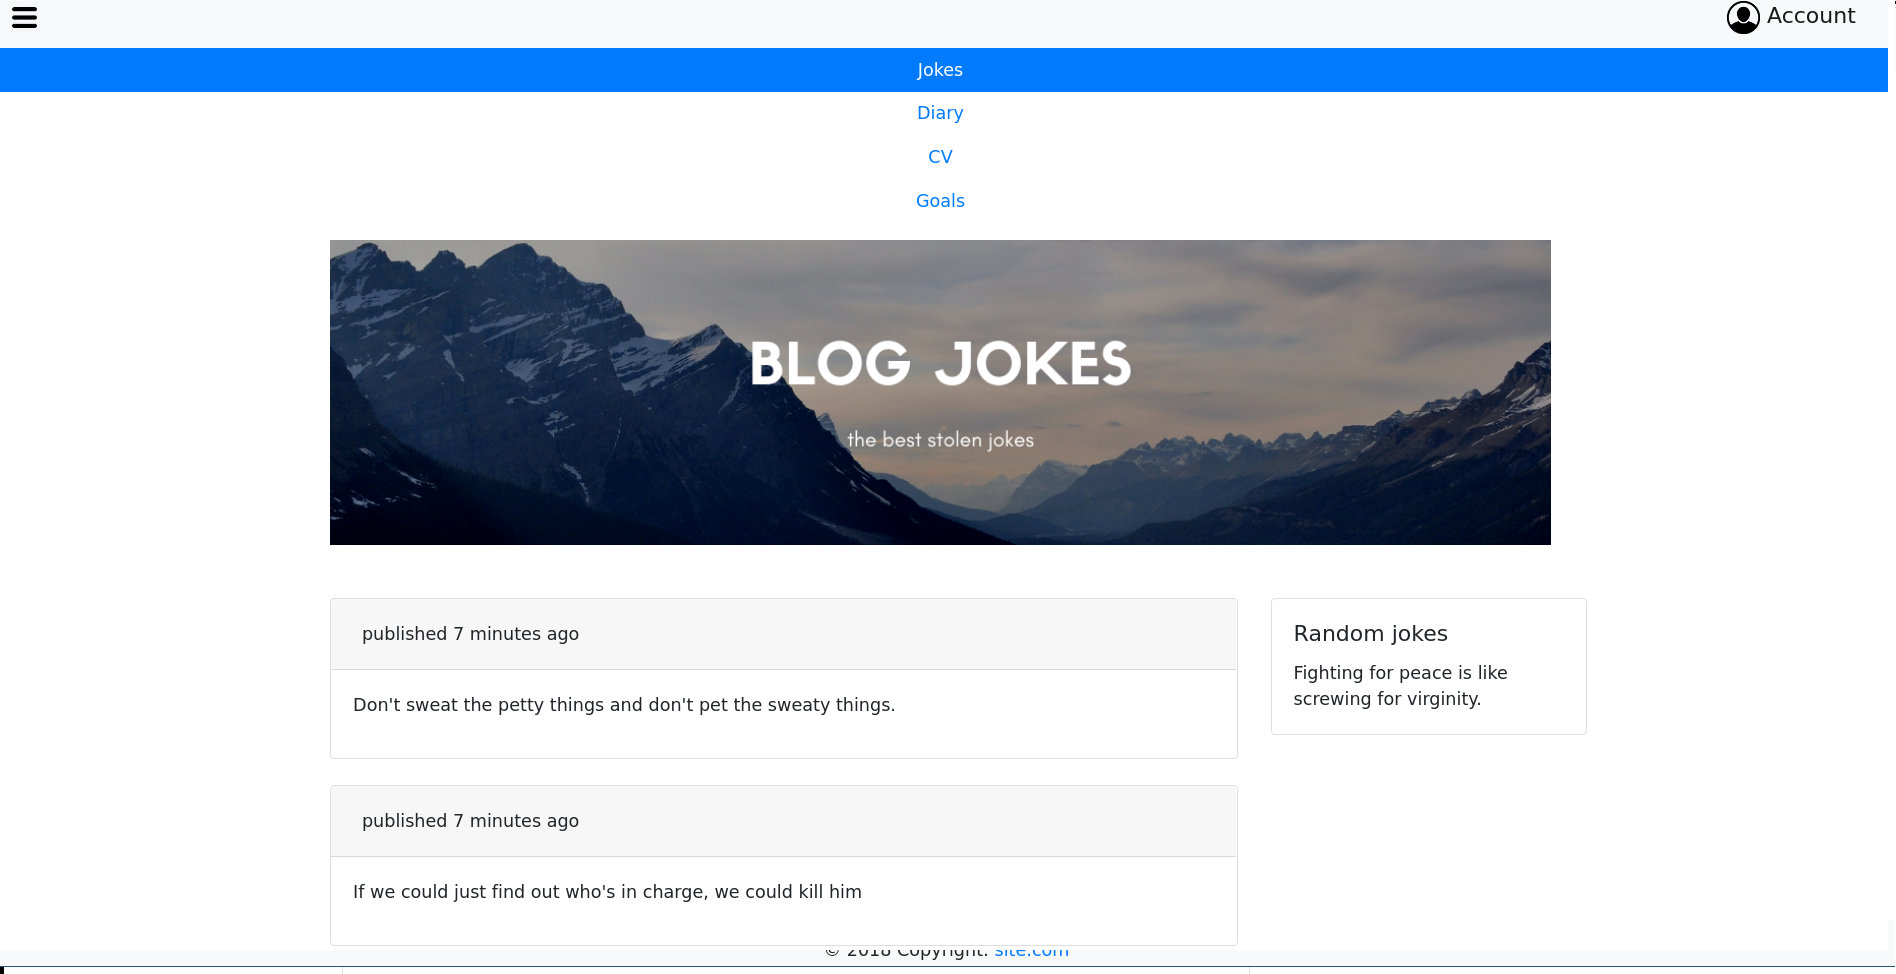 Account
Jokes
Diary
CV
Goals
BLOG JOKES
the best stolen jokes
published 7 minutes ago
Don't sweat the petty things and don't pet the sweaty things.
Random jokes
Fighting for peace is like
screwing for virginity.
published 7 minutes ago
If we could just find out who's in charge, we could kill him
© 2018 Copyright: site.com